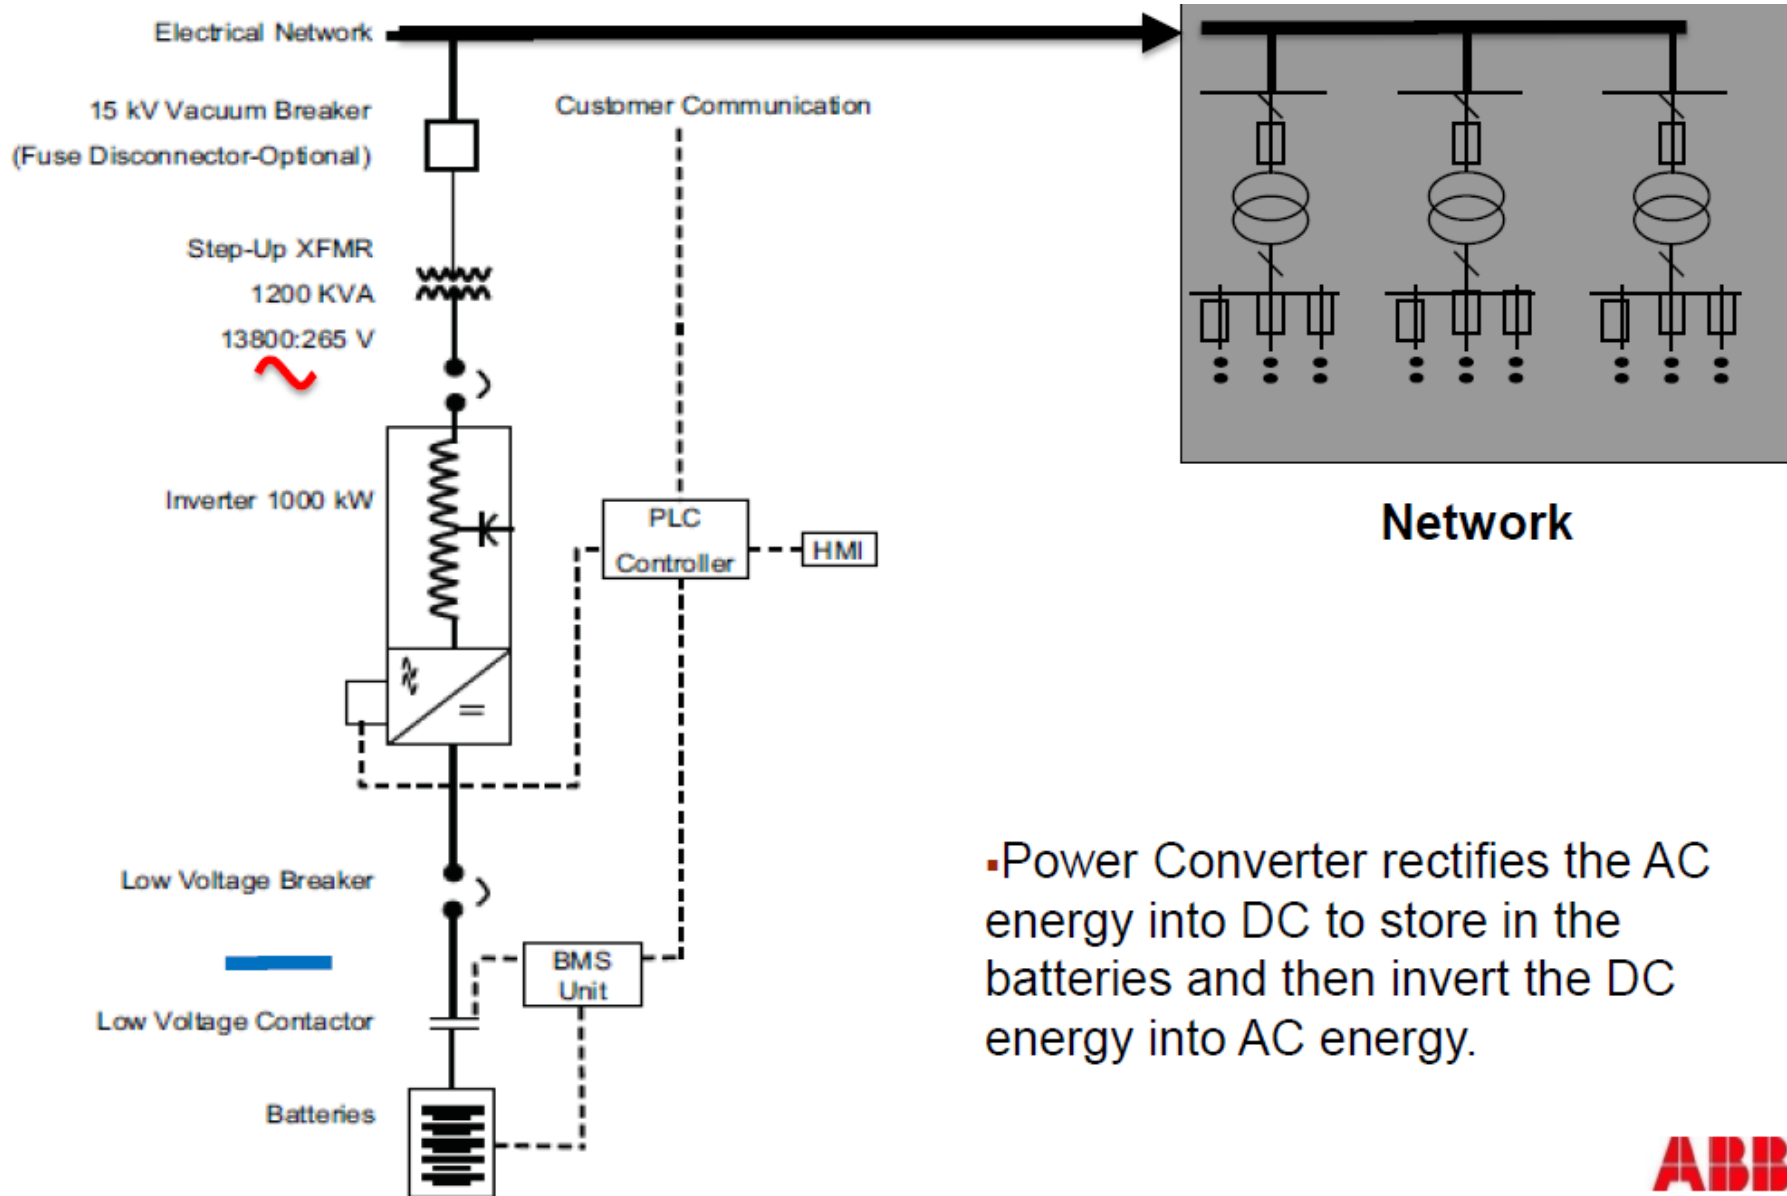 Electrical Network
15 kV Vacuum Breaker
(Fuse Disconnector-Optional)
Customer Communication
Step-Up XFMR
1200 KVA
13800:265 V
Inverter 1000 kW
PLC
Controller
HMI
Network
Low Voltage Breaker
BMS
Unit
Low Voltage Contactor
Batteries
▪Power Converter rectifies the AC
energy into DC to store in the
batteries and then invert the DC
energy into AC energy.
ABB